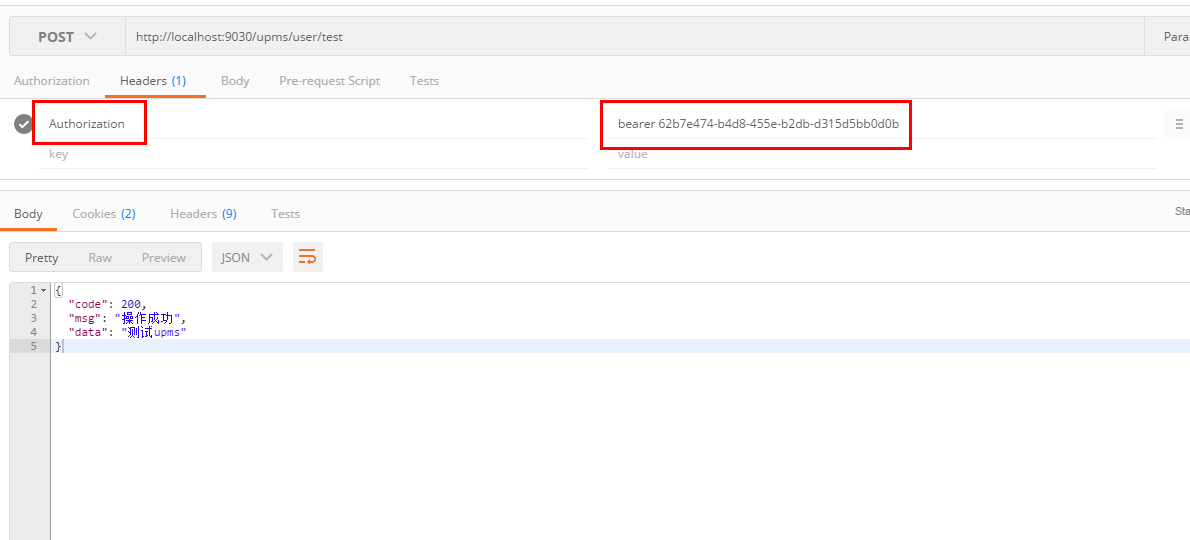 POST http://localhost:9030/upms/user/test Para
Authorization Headers (1) Body Pre-request Script Tests
Authorization bearer 62b7e474-b4d8-455e-b2db-d315d5bb0d0b
key value
Body Cookies (2) Headers (9) Tests Sta
Pretty Raw Preview JSON
1 {
2 "code": 200,
3 "msg": "操作成功",
4 "data": "测试upms"
5 }